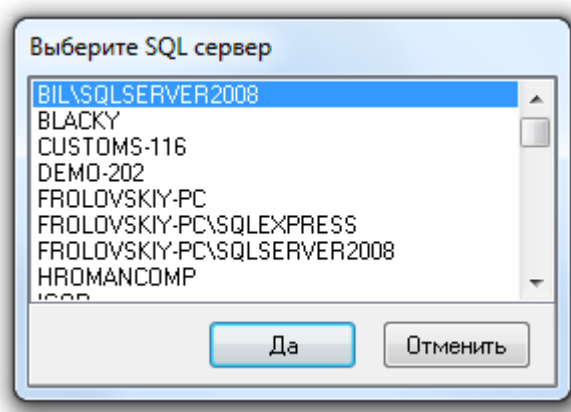 Выберите SQL сервер
BIL\SQLSERVER2008
BLACKY
CUSTOMS-116
DEMO-202
FROLOVSKIY-PC
FROLOVSKIY-PC\SQLEXPRESS
FROLOVSKIY-PC\SQLSERVER2008
HROMANCOMP
Да
Отменить